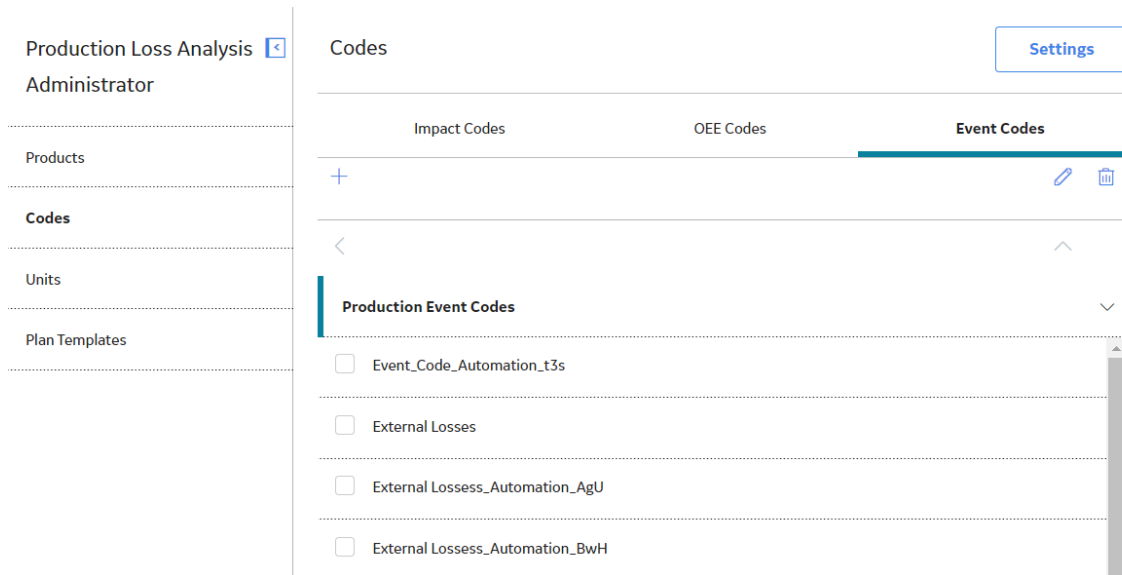 Production Loss Analysis
Administrator
Products
Codes
Units
Plan Templates
Codes
Settings
Impact Codes
OEE Codes
Event Codes
Production Event Codes
Event_Code_Automation_t3s
External Losses
External Lossess_Automation_AgU
External Lossess_Automation_BwH